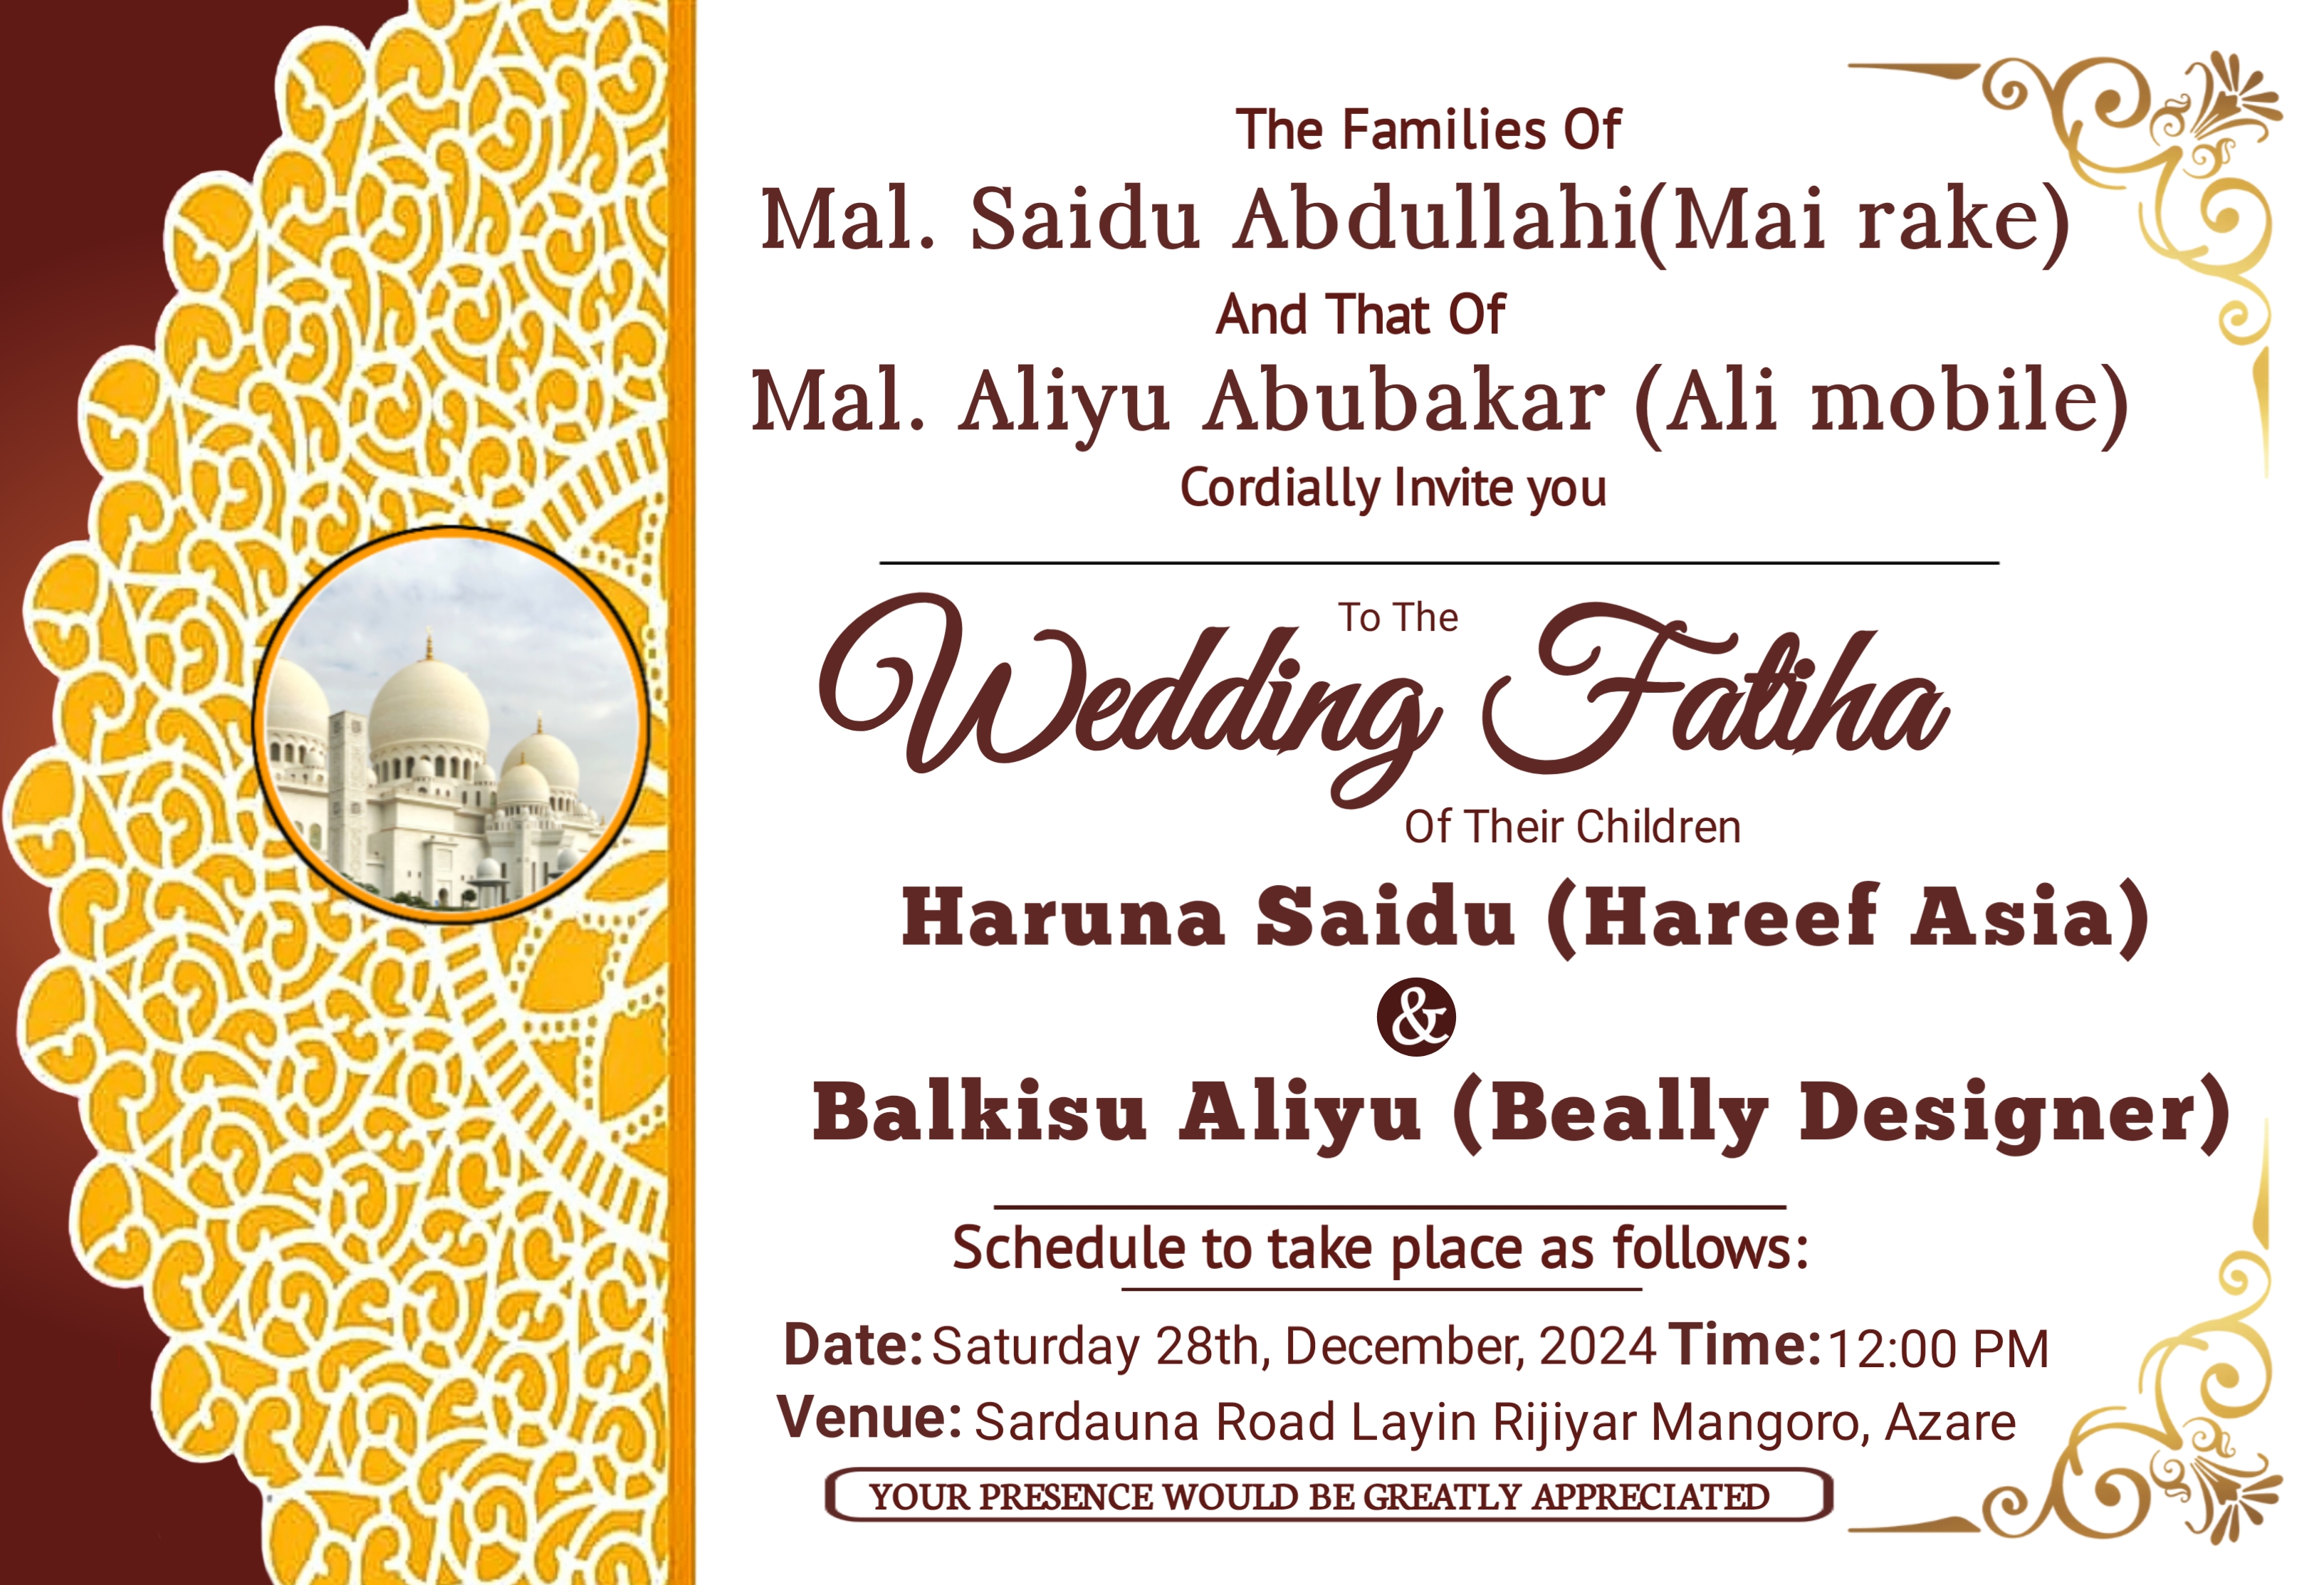 The Families Of
Mal. Saidu Abdullahi(Mai rake)
And That Of
Mal. Aliyu Abubakar (Ali mobile)
Cordially Invite you
To The
Wedding Fatiha
Of Their Children
Haruna Saidu (Hareef Asia)
&
Balkisu Aliyu (Beally Designer)
Schedule to take place as follows:
Date: Saturday 28th, December, 2024 Time: 12:00 PM
Venue: Sardauna Road Layin Rijiyar Mangoro, Azare
YOUR PRESENCE WOULD BE GREATLY APPRECIATED